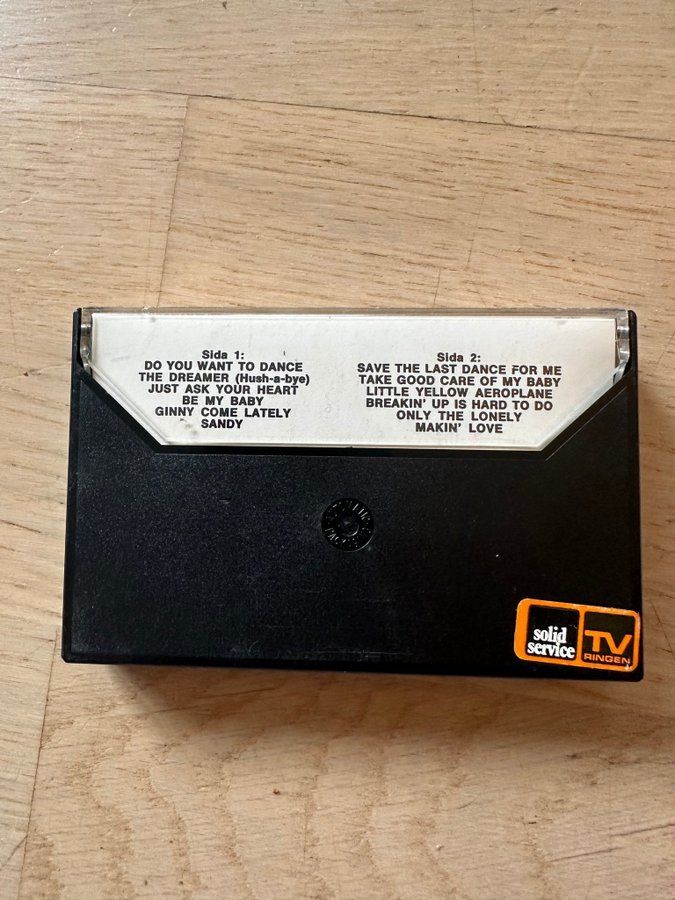 Sida 1:
DO YOU WANT TO DANCE
THE DREAMER (Hush-a-bye)
JUST ASK YOUR HEART
BE MY BABY
GINNY COME LATELY
SANDY
Sida 2:
SAVE THE LAST DANCE FOR ME
TAKE GOOD CARE OF MY BABY
LITTLE YELLOW AEROPLANE
BREAKIN' UP IS HARD TO DO
ONLY THE LONELY
MAKIN' LOVE
solid
service
TV
RINGEN